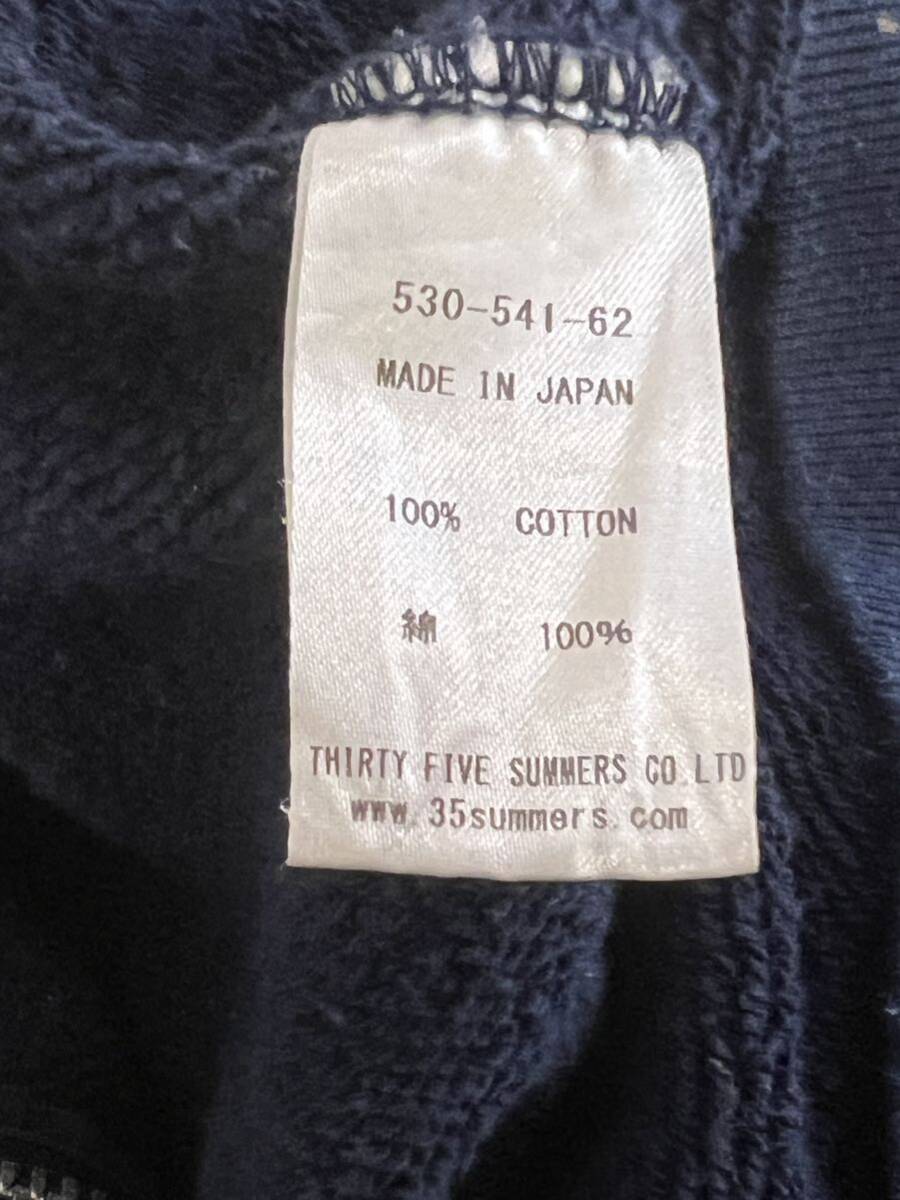 530-541-62
MADE IN JAPAN
100% COTTON
綿 100%
THIRTY FIVE SUMMERS CO LTD
www.35summers.com